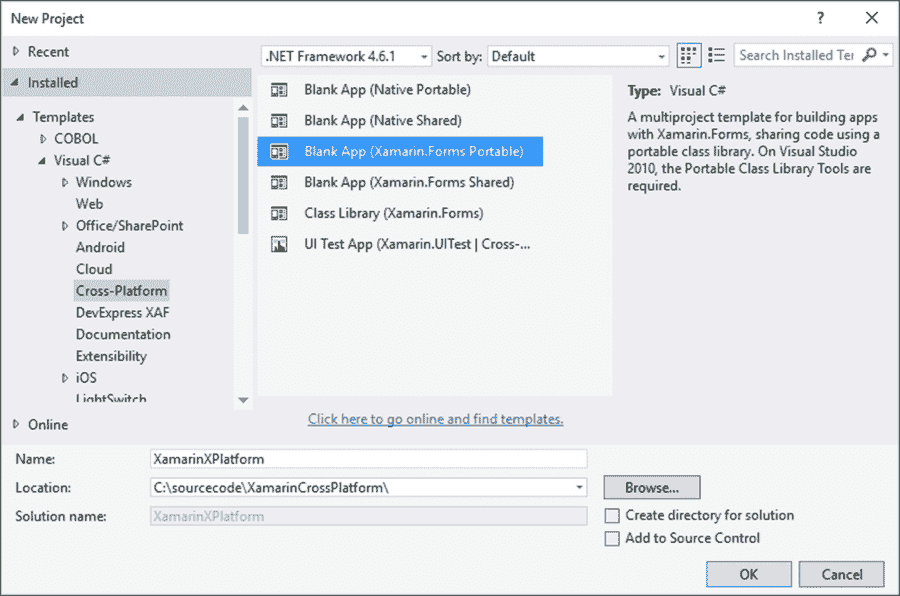 New Project
?
Recent
.NET Framework 4.6.1
Sort by:
Default
Search Installed Ter
Installed
Templates
COBOL
Visual C#
Windows
Web
Office/SharePoint
Android
Cloud
Cross-Platform
DevExpress XAF
Documentation
Extensibility
iOS
LightSwitch
Online
Blank App (Native Portable)
Blank App (Native Shared)
Blank App (Xamarin.Forms Portable)
Blank App (Xamarin.Forms Shared)
Class Library (Xamarin.Forms)
UI Test App (Xamarin.UITest | Cross-...
Click here to go online and find templates.
Type: Visual C#
A multiproject template for building apps
with Xamarin.Forms, sharing code using a
portable class library. On Visual Studio
2010, the Portable Class Library Tools are
required.
Name:
XamarinXPlatform
Location:
C:\sourcecode\XamarinCrossPlatform\
Browse...
Solution name:
XamarinXPlatform
Create directory for solution
Add to Source Control
OK
Cancel